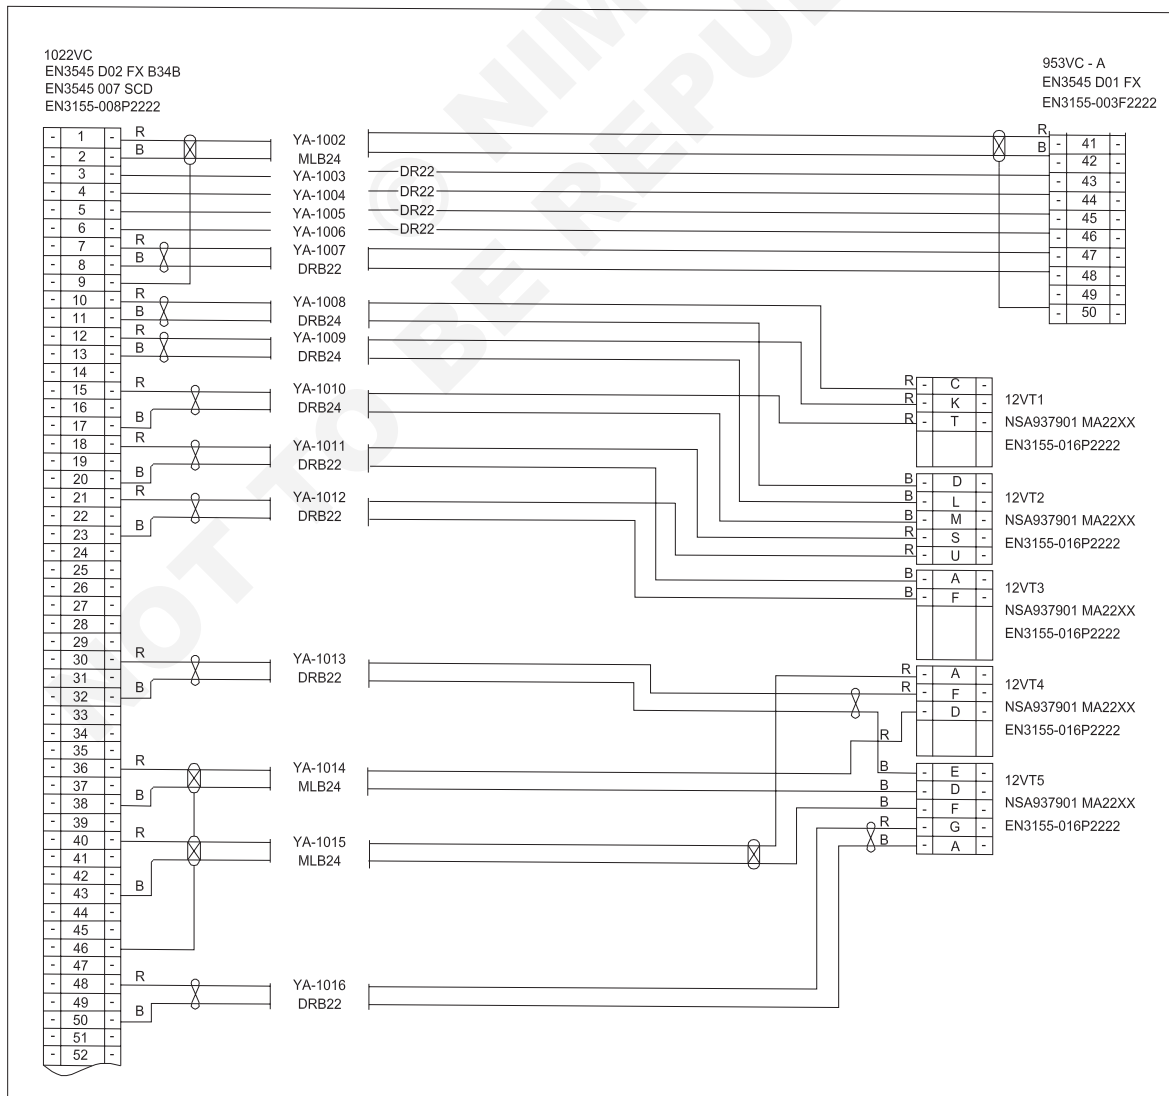 1022VC
EN3545 D02 FX B34B
EN3545 007 SCD
EN3155-008P2222
953VC - A
EN3545 D01 FX
EN3155-003F2222
- 1 - R YA-1002 R - 41 -
- 2 - B MLB24 B - 42 -
- 3 - YA-1003 DR22 - 43 -
- 4 - YA-1004 DR22 - 44 -
- 5 - YA-1005 DR22 - 45 -
- 6 - YA-1006 DR22 - 46 -
- 7 - R YA-1007 - 47 -
- 8 - B DRB22 - 48 -
- 9 - - 49 -
- 10 - R YA-1008 - 50 -
- 11 - B DRB24
- 12 - R YA-1009
- 13 - B DRB24
- 14 -
- 15 - R YA-1010
- 16 - DRB24
- 17 - B
- 18 - R YA-1011
- 19 - DRB22
- 20 - B
- 21 - R YA-1012
- 22 - DRB22
- 23 - B
- 24 -
- 25 -
- 26 -
- 27 -
- 28 -
- 29 -
- 30 - R YA-1013
- 31 - DRB22
- 32 - B
- 33 -
- 34 -
- 35 -
- 36 - R YA-1014
- 37 - MLB24
- 38 - B
- 39 -
- 40 - R YA-1015
- 41 - MLB24
- 42 -
- 43 - B
- 44 -
- 45 -
- 46 -
- 47 -
- 48 - R YA-1016
- 49 - DRB22
- 50 - B
- 51 -
- 52 -
R - C -
R - K -
R - T -
12VT1
NSA937901 MA22XX
EN3155-016P2222
B - D -
B - L -
B - M -
R - S -
R - U -
12VT2
NSA937901 MA22XX
EN3155-016P2222
B - A -
B - F -
12VT3
NSA937901 MA22XX
EN3155-016P2222
R - A -
R - F -
R - D -
12VT4
NSA937901 MA22XX
EN3155-016P2222
B - E -
B - D -
B - F -
R - G -
B - A -
12VT5
NSA937901 MA22XX
EN3155-016P2222
© NIM
NOT TO BE REPU